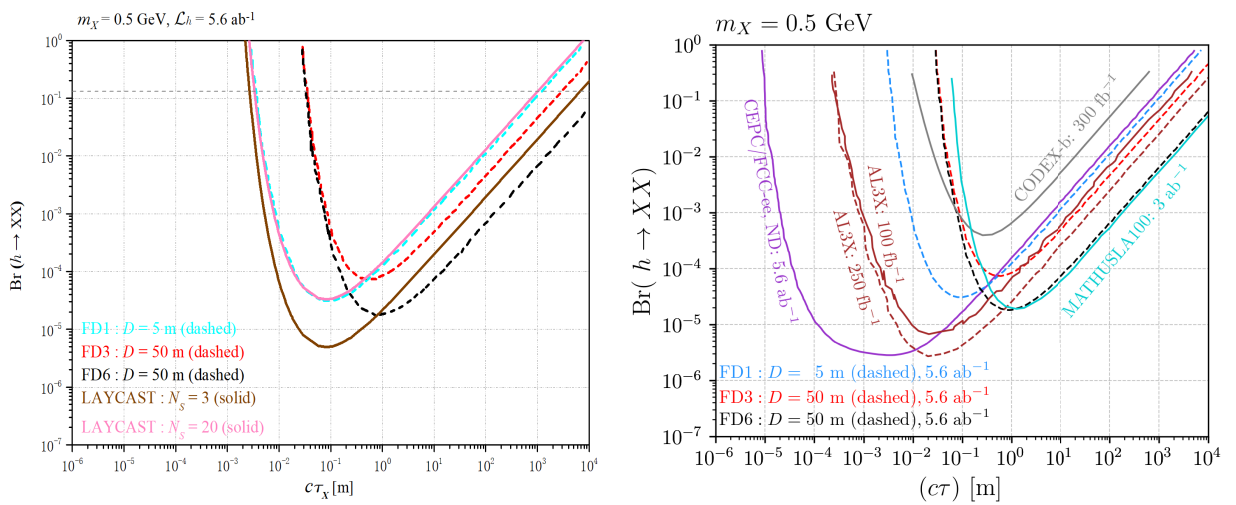 m_X = 0.5 GeV, ℒ_h = 5.6 ab⁻¹
Br (h → XX)
10⁰
10⁻¹
10⁻²
10⁻³
10⁻⁴
10⁻⁵
10⁻⁶
10⁻⁷
FD1 : D = 5 m (dashed)
FD3 : D = 50 m (dashed)
FD6 : D = 50 m (dashed)
LAYCAST : N_S = 3 (solid)
LAYCAST : N_S = 20 (solid)
10⁻⁶ 10⁻⁵ 10⁻⁴ 10⁻³ 10⁻² 10⁻¹ 10⁰ 10¹ 10² 10³ 10⁴
cτ_X [m]
m_X = 0.5 GeV
Br( h → XX)
10⁰
10⁻¹
10⁻²
10⁻³
10⁻⁴
10⁻⁵
10⁻⁶
10⁻⁷
CEPC/FCC-ee, ND: 5.6 ab⁻¹
AL3X: 100 fb⁻¹
AL3X: 250 fb⁻¹
CODEX-b: 300 fb⁻¹
MATHUSLA100: 3 ab⁻¹
FD1 : D = 5 m (dashed), 5.6 ab⁻¹
FD3 : D = 50 m (dashed), 5.6 ab⁻¹
FD6 : D = 50 m (dashed), 5.6 ab⁻¹
10⁻⁶ 10⁻⁵ 10⁻⁴ 10⁻³ 10⁻² 10⁻¹ 10⁰ 10¹ 10² 10³ 10⁴
(cτ) [m]